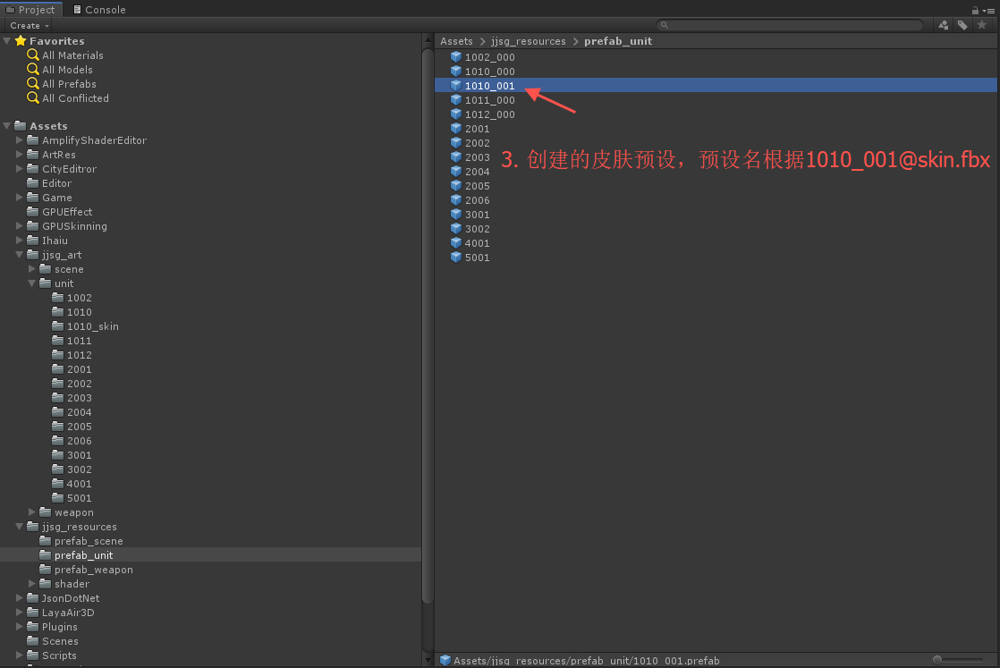 Project
Console
Create
Favorites
All Materials
All Models
All Prefabs
All Conflicted
Assets
AmplifyShaderEditor
ArtRes
CityEditror
Editor
Game
GPUEffect
GPUSkinning
Ihaiu
jjsg_art
scene
unit
1002
1010
1010_skin
1011
1012
2001
2002
2003
2004
2005
2006
3001
3002
4001
5001
weapon
jjsg_resources
prefab_scene
prefab_unit
prefab_weapon
shader
JsonDotNet
LayaAir3D
Plugins
Scenes
Scripts
Assets > jjsg_resources > prefab_unit
1002_000
1010_000
1010_001
1011_000
1012_000
2001
2002
2003
2004
2005
2006
3001
3002
4001
5001
3. 创建的皮肤预设，预设名根据1010_001@skin.fbx
Assets/jjsg_resources/prefab_unit/1010_001.prefab